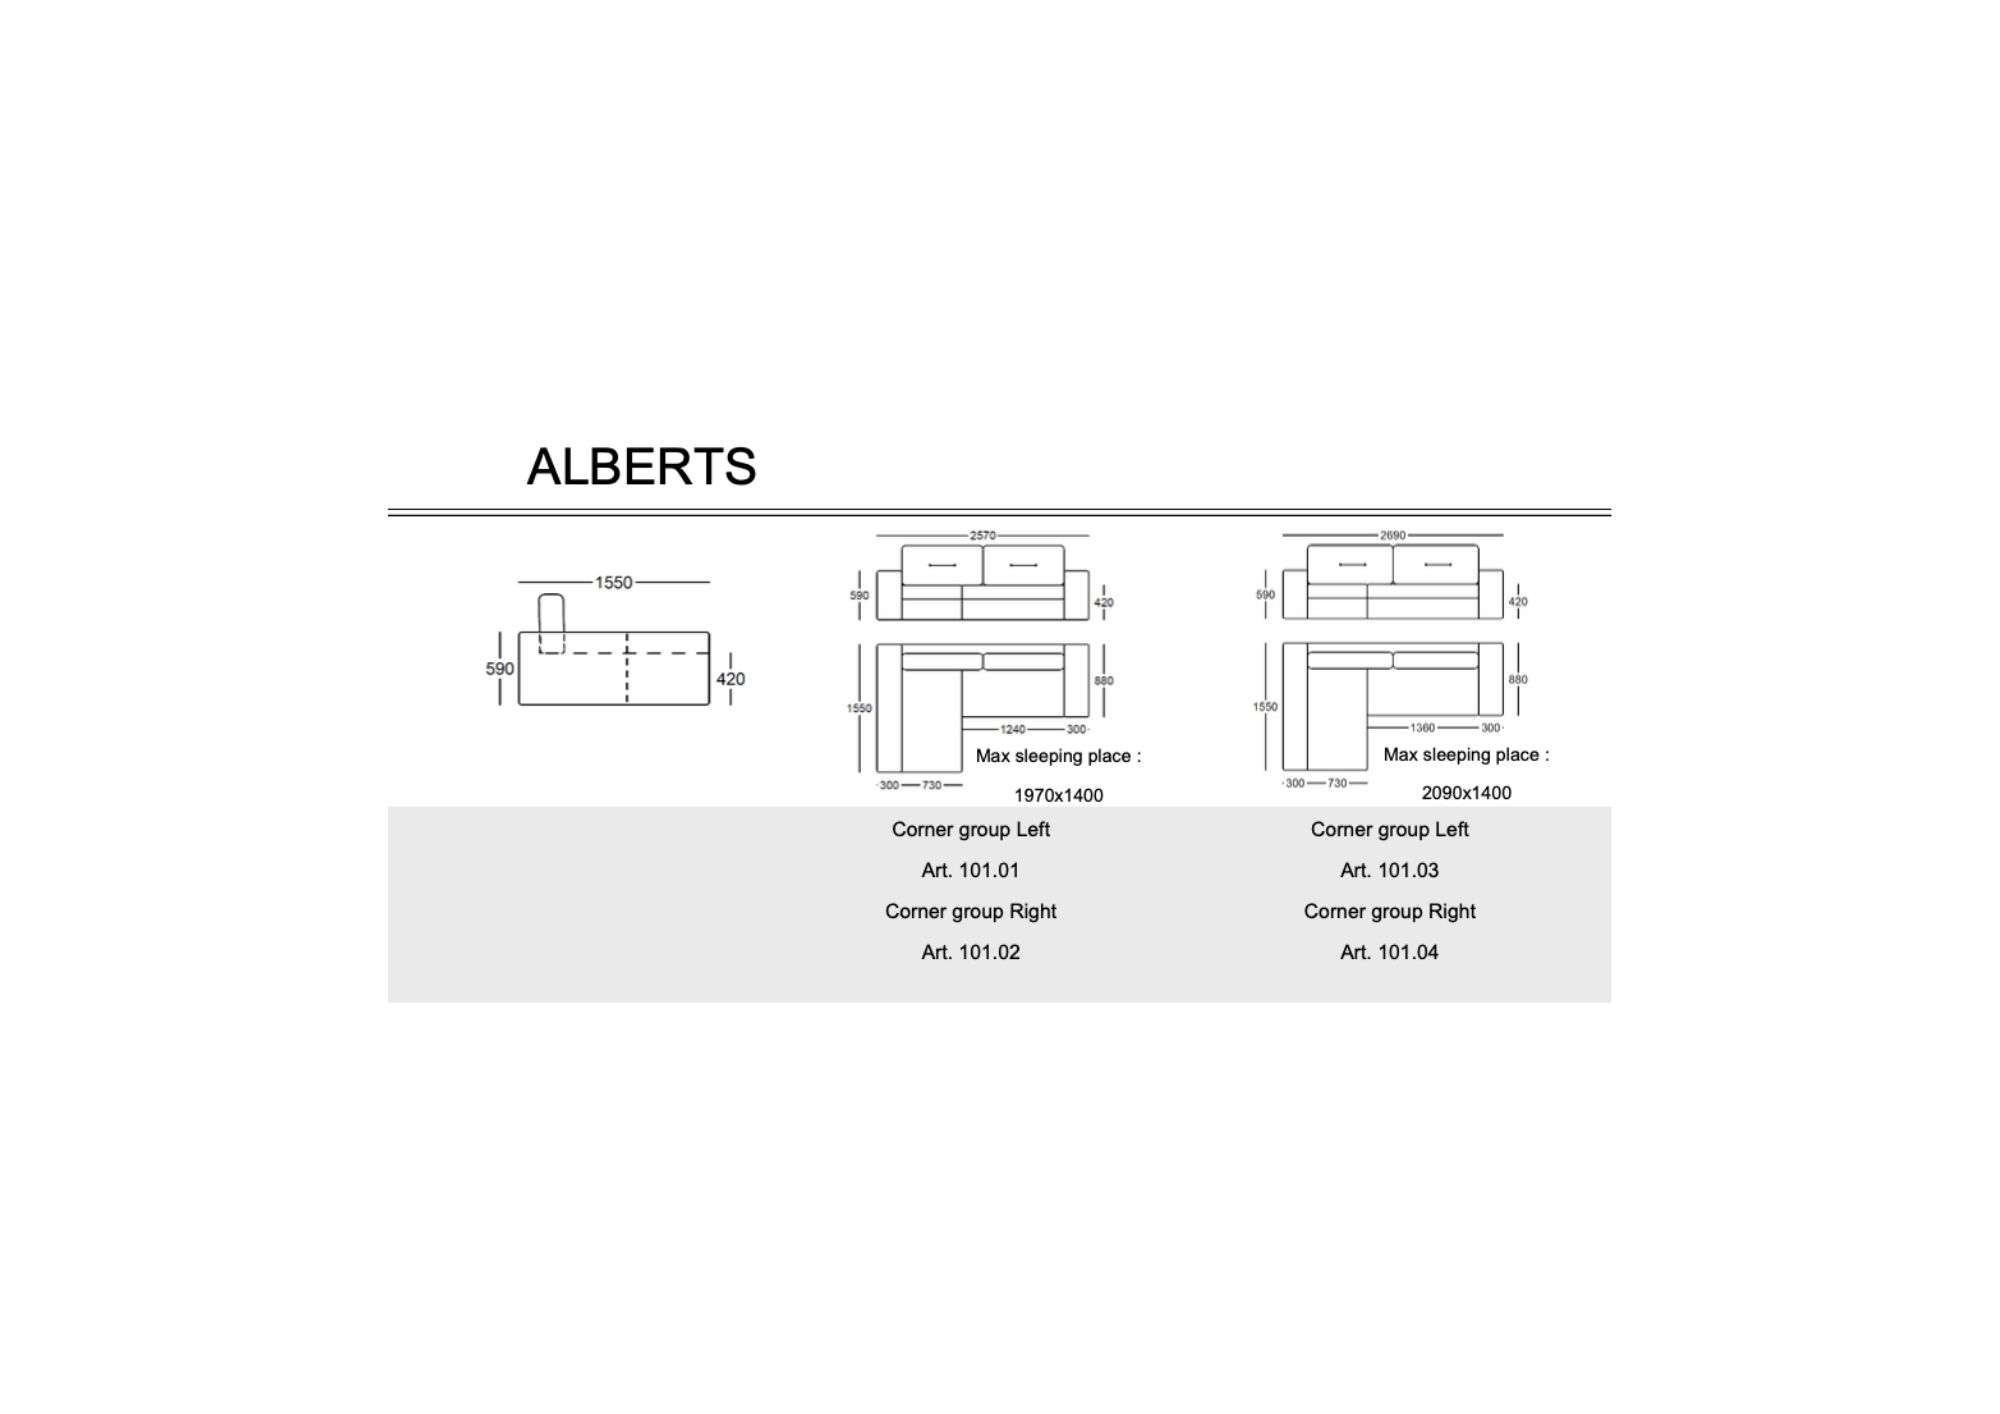 ALBERTS
1550
590
420
2570
590
420
1550
880
1240
300
Max sleeping place :
300
730
1970x1400
2690
590
420
1550
880
1360
300
Max sleeping place :
300
730
2090x1400
Corner group Left
Art. 101.01
Corner group Right
Art. 101.02
Corner group Left
Art. 101.03
Corner group Right
Art. 101.04